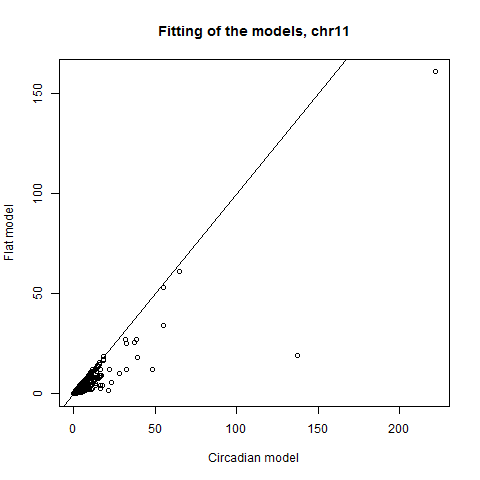 Fitting of the models, chr11
Flat model
150
100
50
0
0 50 100 150 200
Circadian model